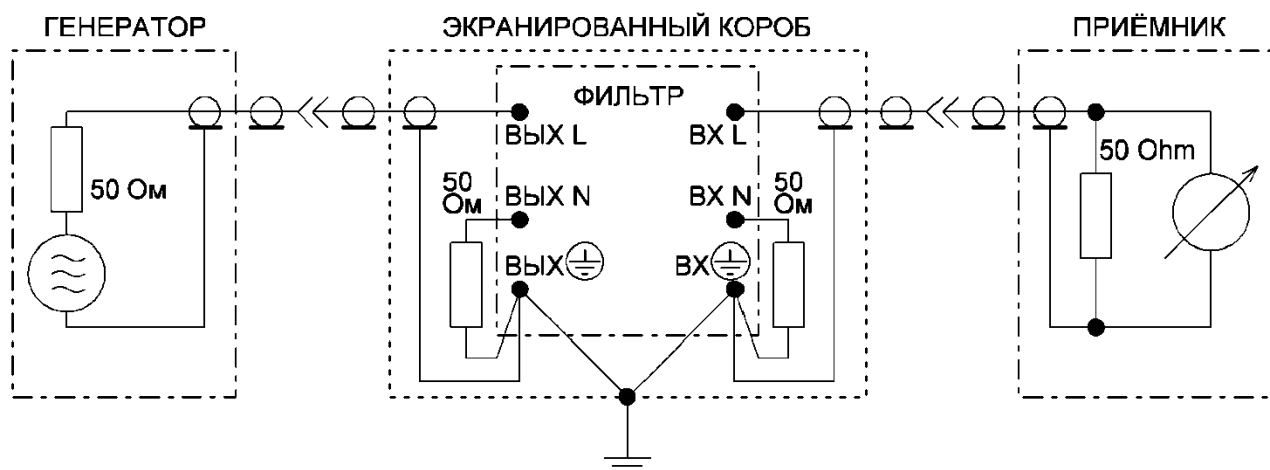 ГЕНЕРАТОР
ЭКРАНИРОВАННЫЙ КОРОБ
ПРИЁМНИК
ФИЛЬТР
ВЫХ L
ВХ L
50 Ом
50 Ом
ВЫХ N
ВХ N
50 Ом
50 Ohm
ВЫХ
ВХ